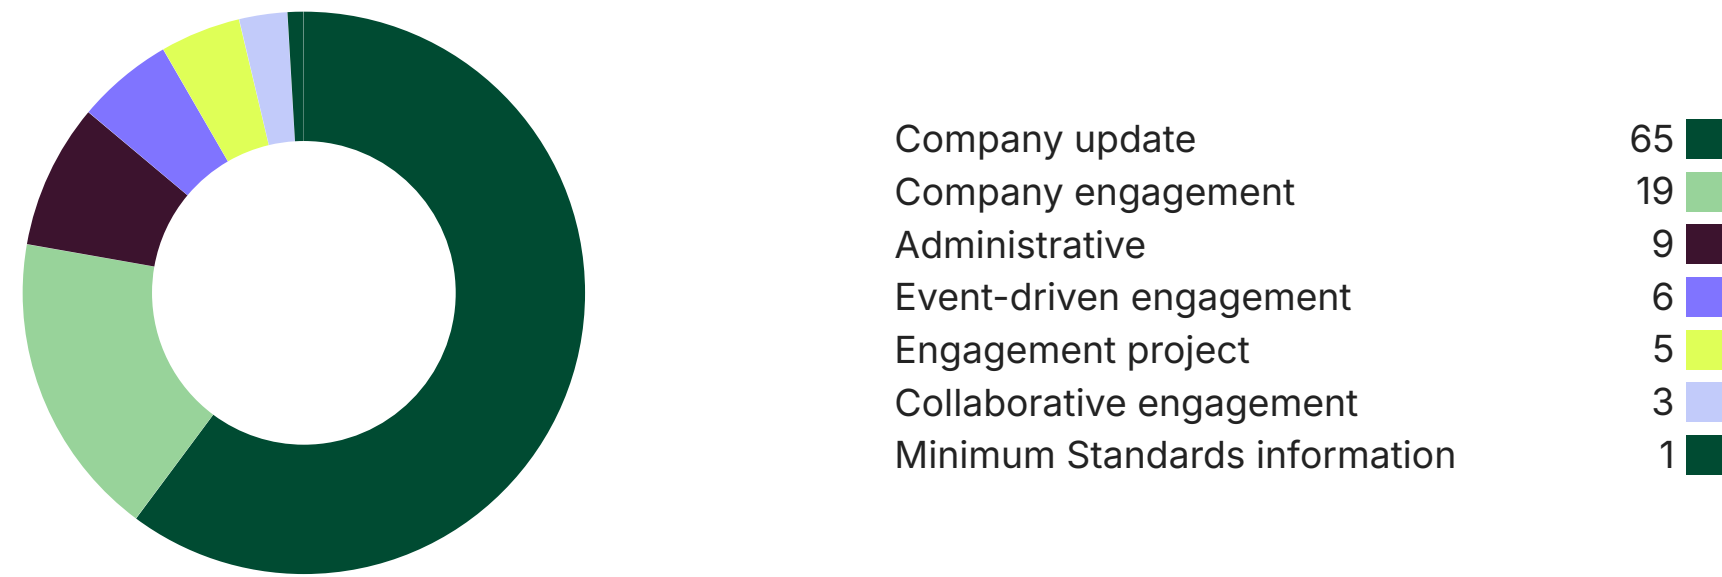 Company update 65
Company engagement 19
Administrative 9
Event-driven engagement 6
Engagement project 5
Collaborative engagement 3
Minimum Standards information 1